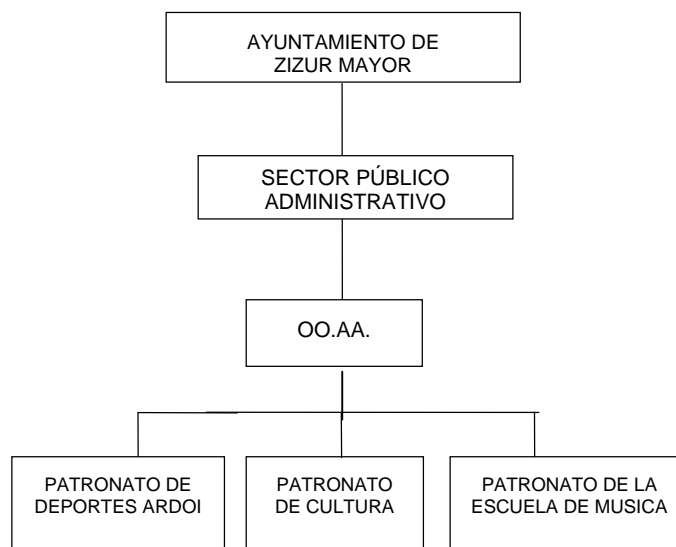 AYUNTAMIENTO DE
ZIZUR MAYOR
SECTOR PÚBLICO
ADMINISTRATIVO
OO.AA.
PATRONATO DE
DEPORTES ARDOI
PATRONATO
DE CULTURA
PATRONATO DE LA
ESCUELA DE MUSICA